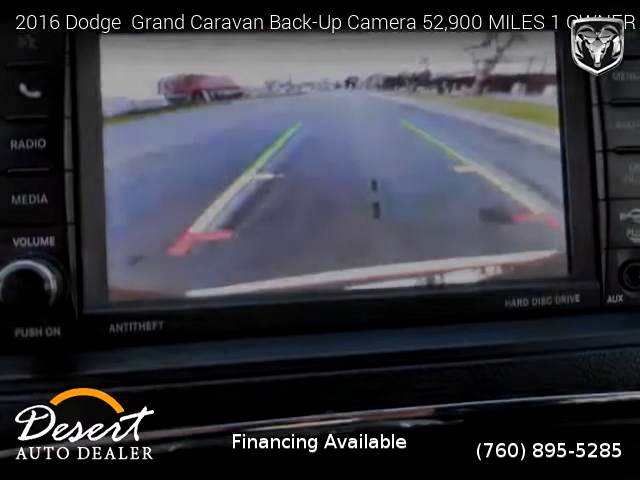 2016 Dodge  Grand Caravan Back-Up Camera 52,900 MILES 1 OWNER
RADIO
MEDIA
VOLUME
PUSH ON
ANTITHEFT
HARD DISC DRIVE
AUX
Desert
AUTO DEALER
Financing Available
(760) 895-5285